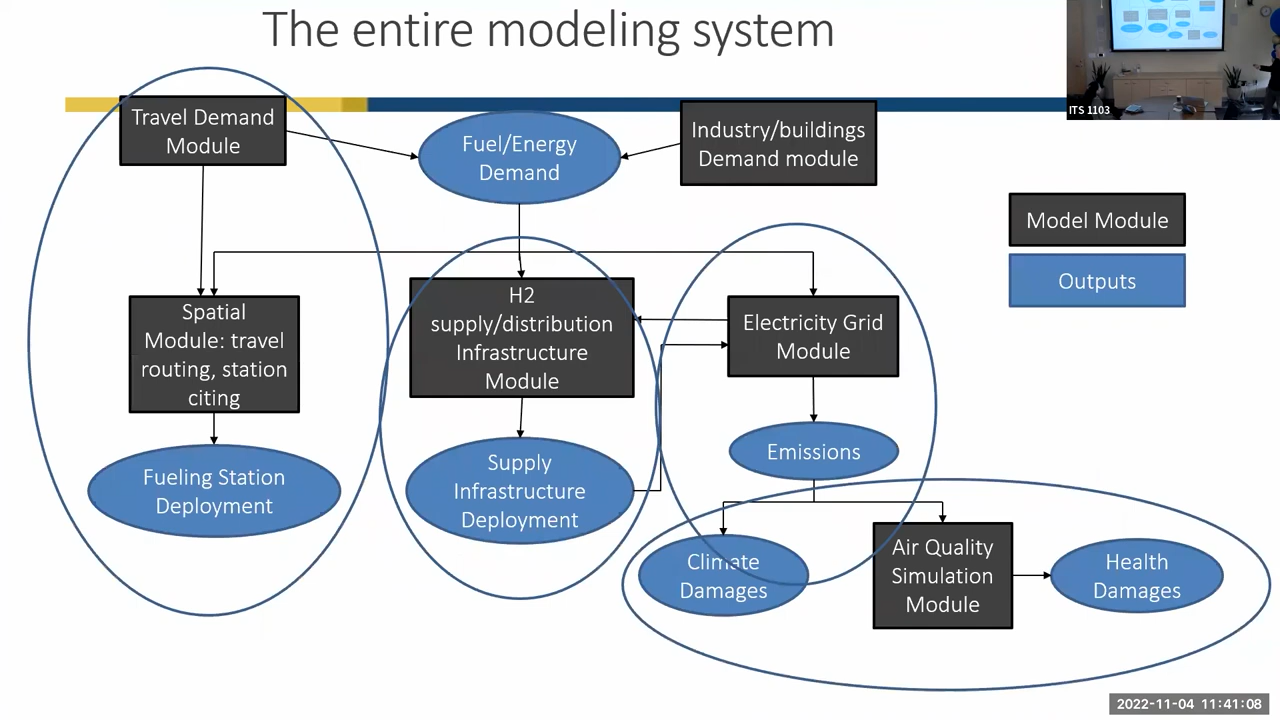 The entire modeling system
ITS 1103
Travel Demand
Module
Fuel/Energy
Demand
Industry/buildings
Demand module
Model Module
Outputs
Spatial
Module: travel
routing, station
citing
H2
supply/distribution
Infrastructure
Module
Electricity Grid
Module
Fueling Station
Deployment
Supply
Infrastructure
Deployment
Emissions
Climate
Damages
Air Quality
Simulation
Module
Health
Damages
2022-11-04 11:41:08